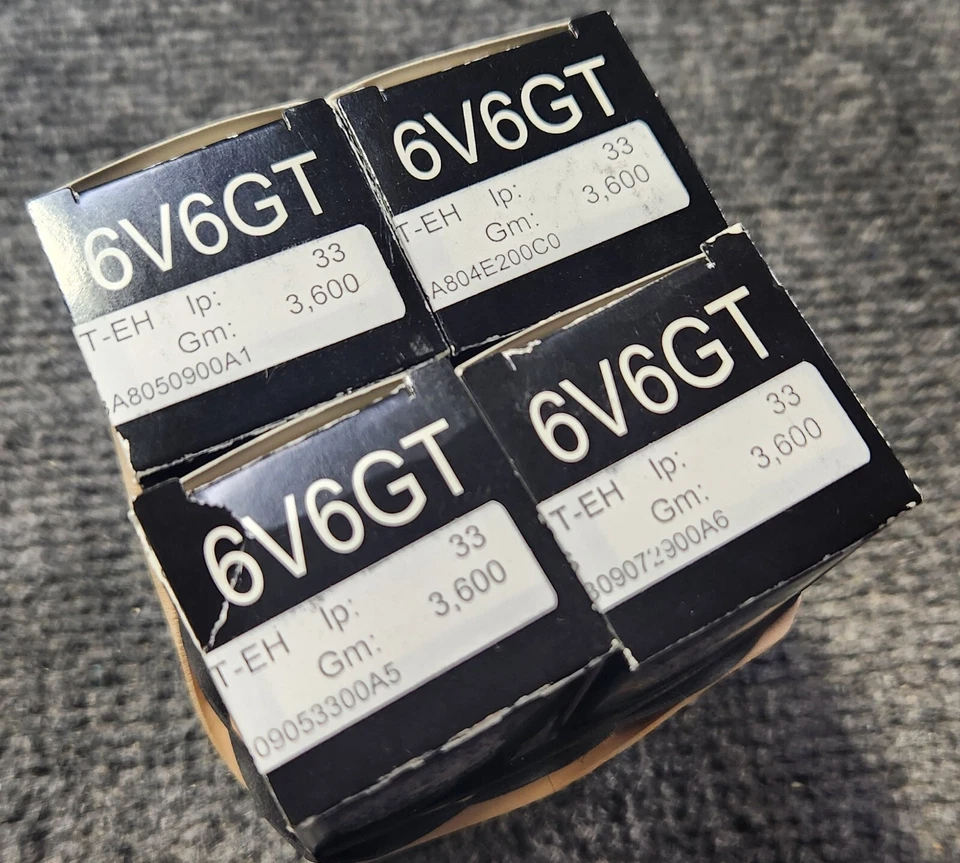 6V6GT
T-EH Ip: 33
Gm: 3,600
A8050900A1
6V6GT
T-EH Ip: 33
Gm: 3,600
A804E200C0
6V6GT
T-EH Ip: 33
Gm: 3,600
09053300A5
6V6GT
T-EH Ip: 33
Gm: 3,600
309072900A6